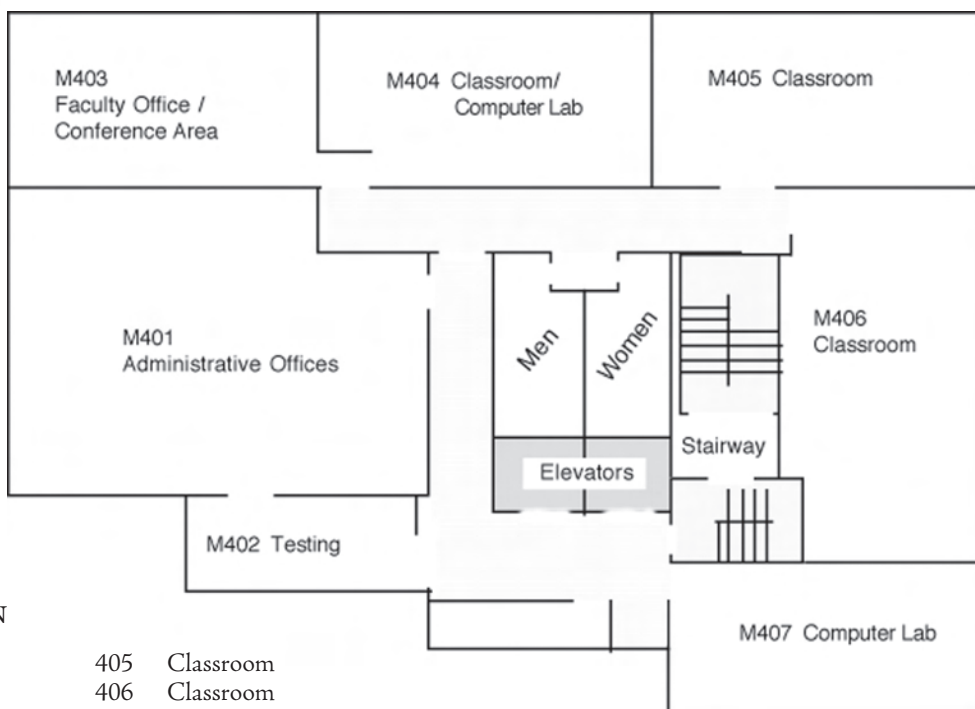 M403
Faculty Office /
Conference Area
M404 Classroom/
Computer Lab
M405 Classroom
M401
Administrative Offices
Men
Women
M406
Classroom
Stairway
Elevators
M402 Testing
N
M407 Computer Lab
405 Classroom
406 Classroom